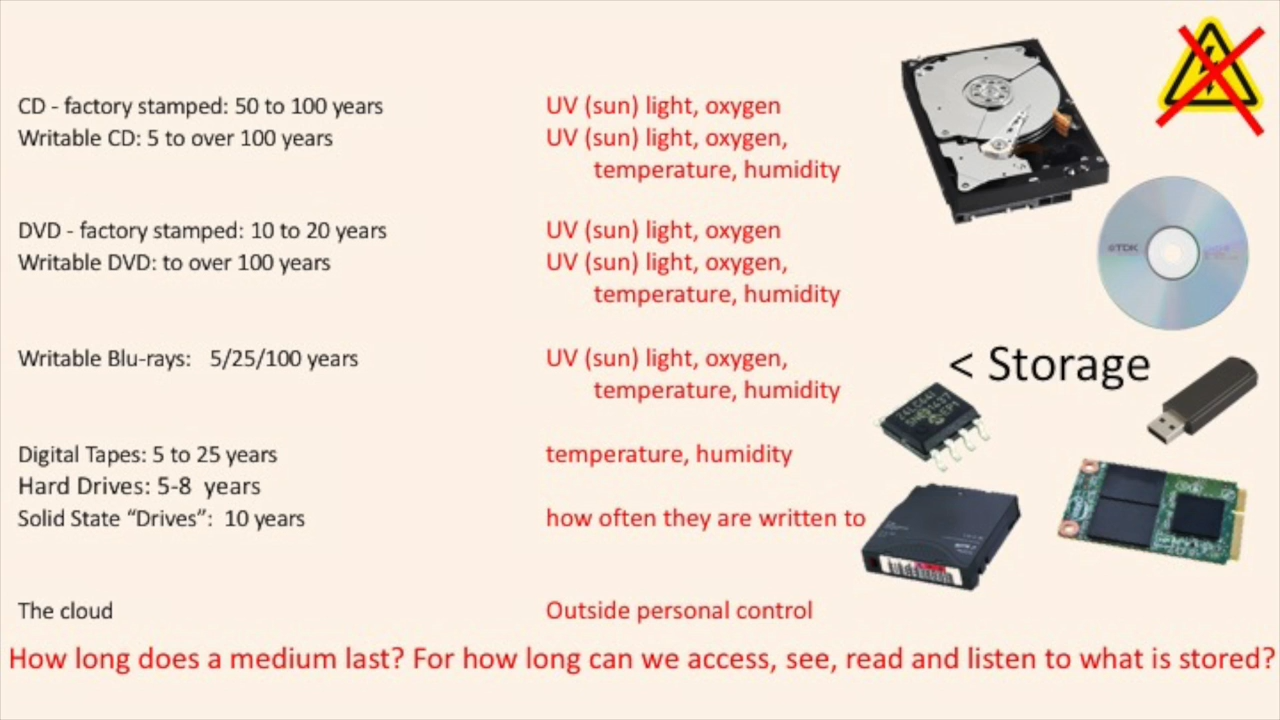 CD - factory stamped: 50 to 100 years UV (sun) light, oxygen
Writable CD: 5 to over 100 years UV (sun) light, oxygen,
temperature, humidity
DVD - factory stamped: 10 to 20 years UV (sun) light, oxygen
Writable DVD: to over 100 years UV (sun) light, oxygen,
temperature, humidity
TDK
Writable Blu-rays: 5/25/100 years UV (sun) light, oxygen,
temperature, humidity
< Storage
Digital Tapes: 5 to 25 years temperature, humidity
Hard Drives: 5-8 years
Solid State “Drives”: 10 years how often they are written to
The cloud Outside personal control
How long does a medium last? For how long can we access, see, read and listen to what is stored?